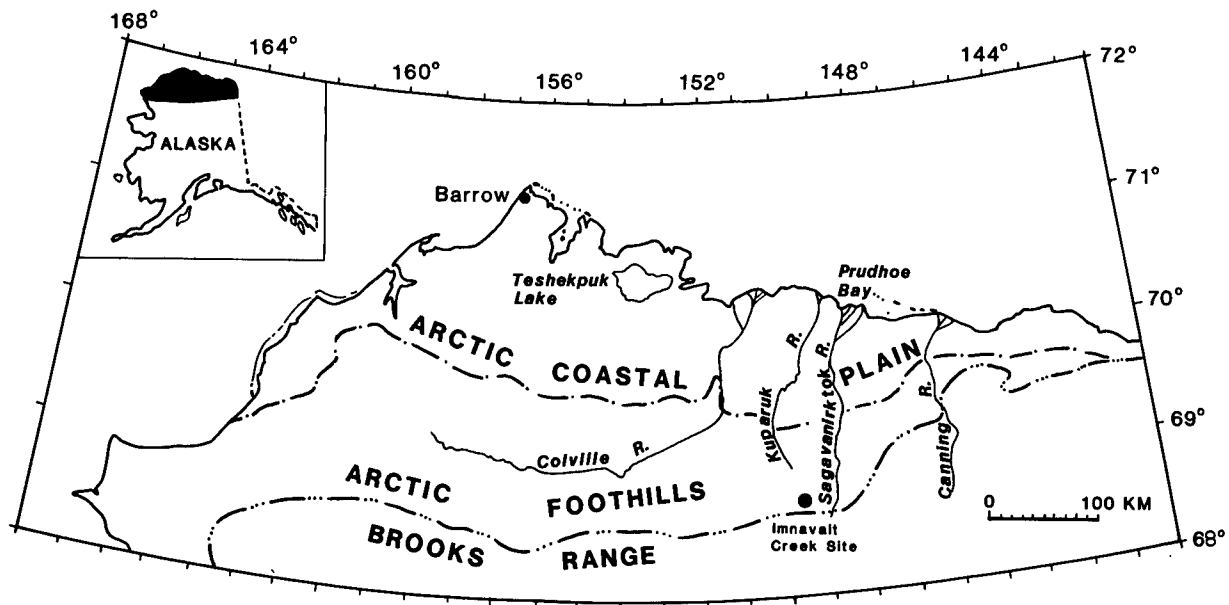 168°
164°
160°
156°
152°
148°
144°
72°
ALASKA
71°
Barrow
Teshekpuk
Lake
Prudhoe
Bay
70°
ARCTIC COASTAL PLAIN
Kuparuk R.
Sagavanirktok R.
Canning R.
69°
Colville R.
ARCTIC FOOTHILLS
BROOKS RANGE
Imnavait
Creek Site
0 100 KM
68°